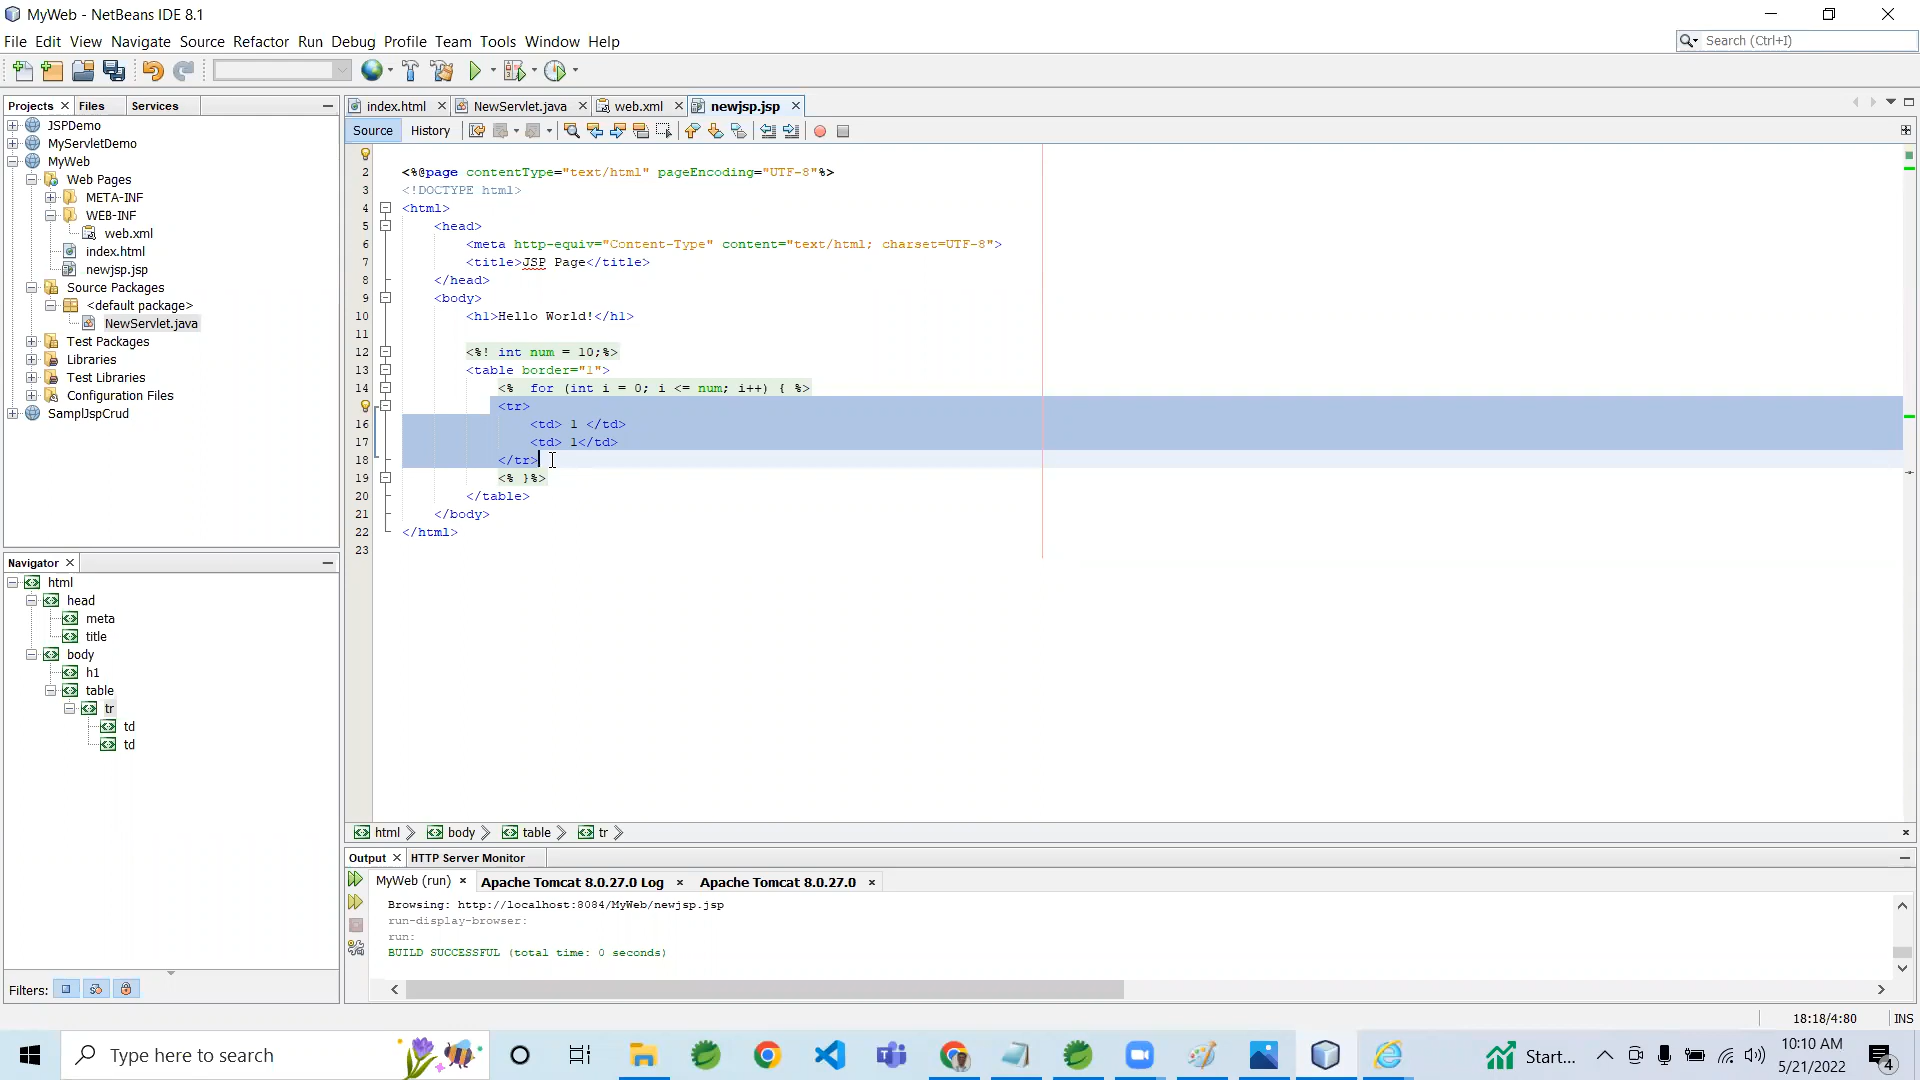 MyWeb - NetBeans IDE 8.1
File Edit View Navigate Source Refactor Run Debug Profile Team Tools Window Help
Search (Ctrl+I)
Projects Files Services
JSPDemo
MyServletDemo
MyWeb
Web Pages
META-INF
WEB-INF
web.xml
index.html
newjsp.jsp
Source Packages
<default package>
NewServlet.java
Test Packages
Libraries
Test Libraries
Configuration Files
SamplJspCrud
Navigator
html
head
meta
title
body
h1
table
tr
td
td
Filters:
index.html NewServlet.java web.xml newjsp.jsp
Source History
2 <%@page contentType="text/html" pageEncoding="UTF-8"%>
3 <!DOCTYPE html>
4 <html>
5 <head>
6 <meta http-equiv="Content-Type" content="text/html; charset=UTF-8">
7 <title>JSP Page</title>
8 </head>
9 <body>
10 <h1>Hello World!</h1>
11
12 <%! int num = 10;%>
13 <table border="1">
14 <%  for (int i = 0; i <= num; i++) { %>
<tr>
16 <td> 1 </td>
17 <td> 1</td>
18 </tr>
19 <% }%>
20 </table>
21 </body>
22 </html>
23
html body table tr
Output HTTP Server Monitor
MyWeb (run) Apache Tomcat 8.0.27.0 Log Apache Tomcat 8.0.27.0
Browsing: http://localhost:8084/MyWeb/newjsp.jsp
run-display-browser:
run:
BUILD SUCCESSFUL (total time: 0 seconds)
18:18/4:80 INS
Type here to search
Start...
10:10 AM
5/21/2022
4